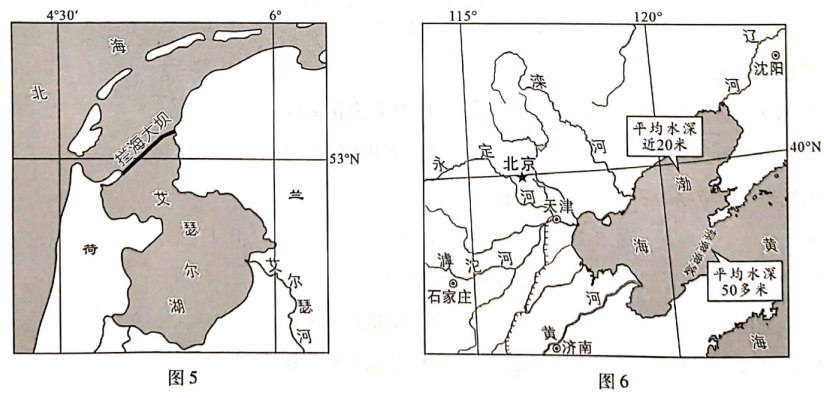 4°30′
6°
53°N
北
海
拦海大坝
艾
瑟
尔
湖
荷
兰
艾尔瑟河
图5
115°
120°
40°N
辽
河
沈阳
滦
河
平均水深
近20米
永定
河
北京
天津
渤
海
黄
海
滹沱河
石家庄
平均水深
50多米
黄
河
济南
图6